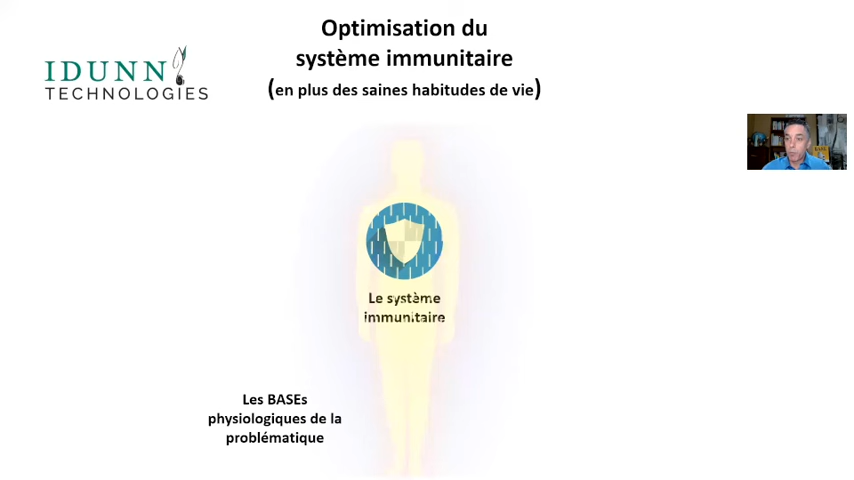 Optimisation du
système immunitaire
(en plus des saines habitudes de vie)
IDUNN
TECHNOLOGIES
Le système
immunitaire
Les BASEs
physiologiques de la
problématique